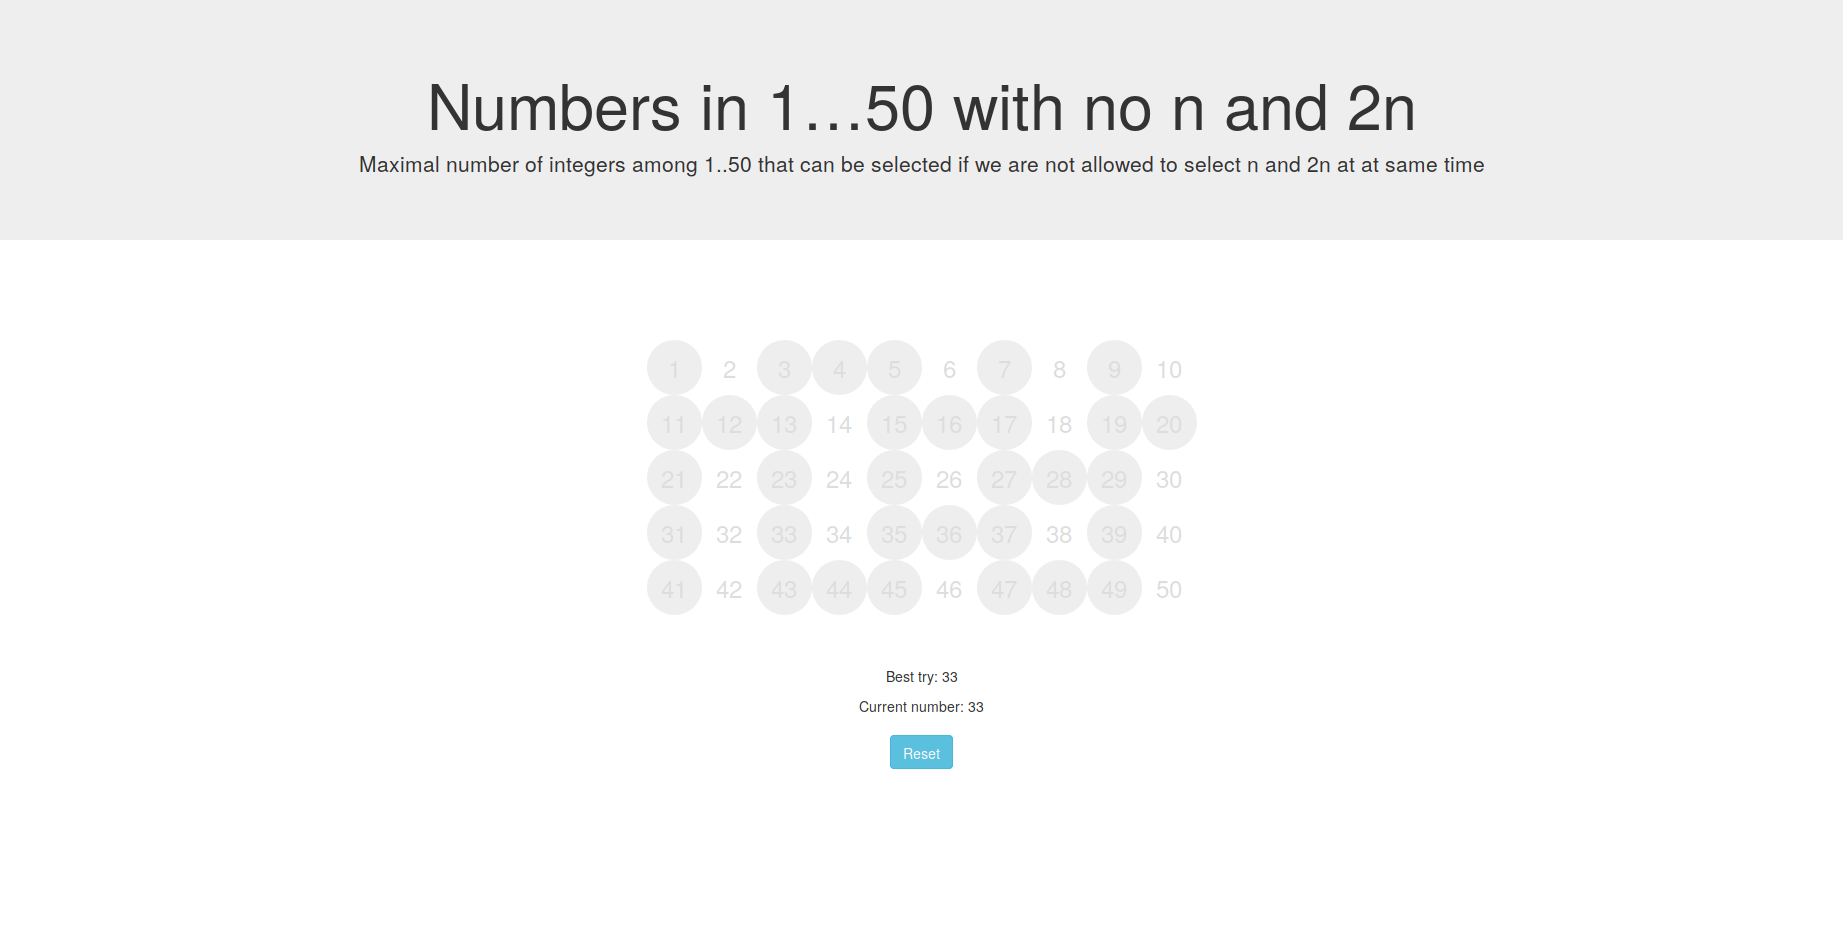 Numbers in 1…50 with no n and 2n
Maximal number of integers among 1..50 that can be selected if we are not allowed to select n and 2n at at same time
1 2 3 4 5 6 7 8 9 10
11 12 13 14 15 16 17 18 19 20
21 22 23 24 25 26 27 28 29 30
31 32 33 34 35 36 37 38 39 40
41 42 43 44 45 46 47 48 49 50
Best try: 33
Current number: 33
Reset